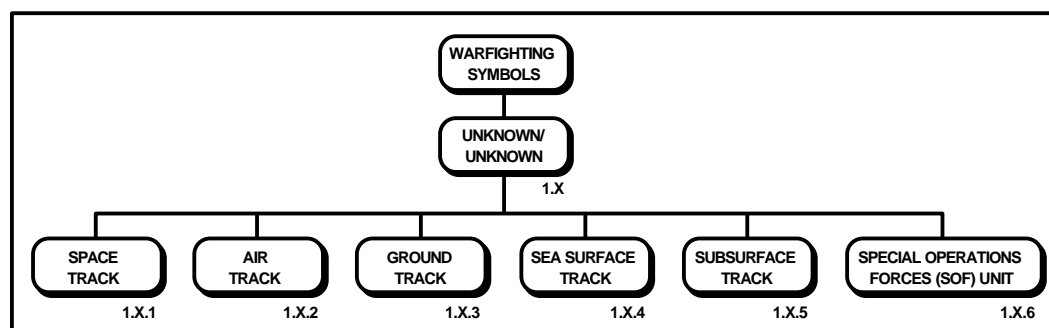 WARFIGHTING
SYMBOLS
UNKNOWN/
UNKNOWN
1.X
SPACE
TRACK
1.X.1
AIR
TRACK
1.X.2
GROUND
TRACK
1.X.3
SEA SURFACE
TRACK
1.X.4
SUBSURFACE
TRACK
1.X.5
SPECIAL OPERATIONS
FORCES (SOF) UNIT
1.X.6